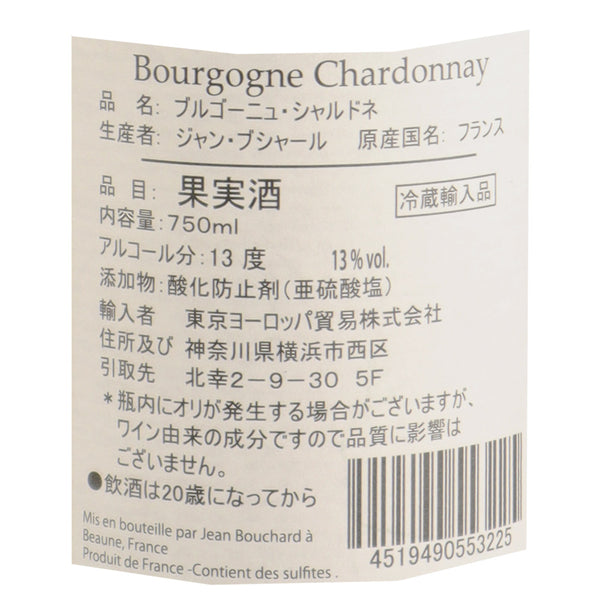 Bourgogne Chardonnay
品 名: ブルゴーニュ・シャルドネ
生産者: ジャン・ブシャール 原産国名: フランス
品 目: 果実酒 冷蔵輸入品
内容量:750ml
アルコール分:13 度 13%vol.
添加物:酸化防止剤(亜硫酸塩)
輸入者 東京ヨーロッパ貿易株式会社
住所及び 神奈川県横浜市西区
引取先 北幸2-9-30 5F
*瓶内にオリが発生する場合がございますが、
ワイン由来の成分ですので品質に影響は
ございません。
●飲酒は20歳になってから
Mis en bouteille par Jean Bouchard à
Beaune, France
Produit de France -Contient des sulfites .
4519490553225